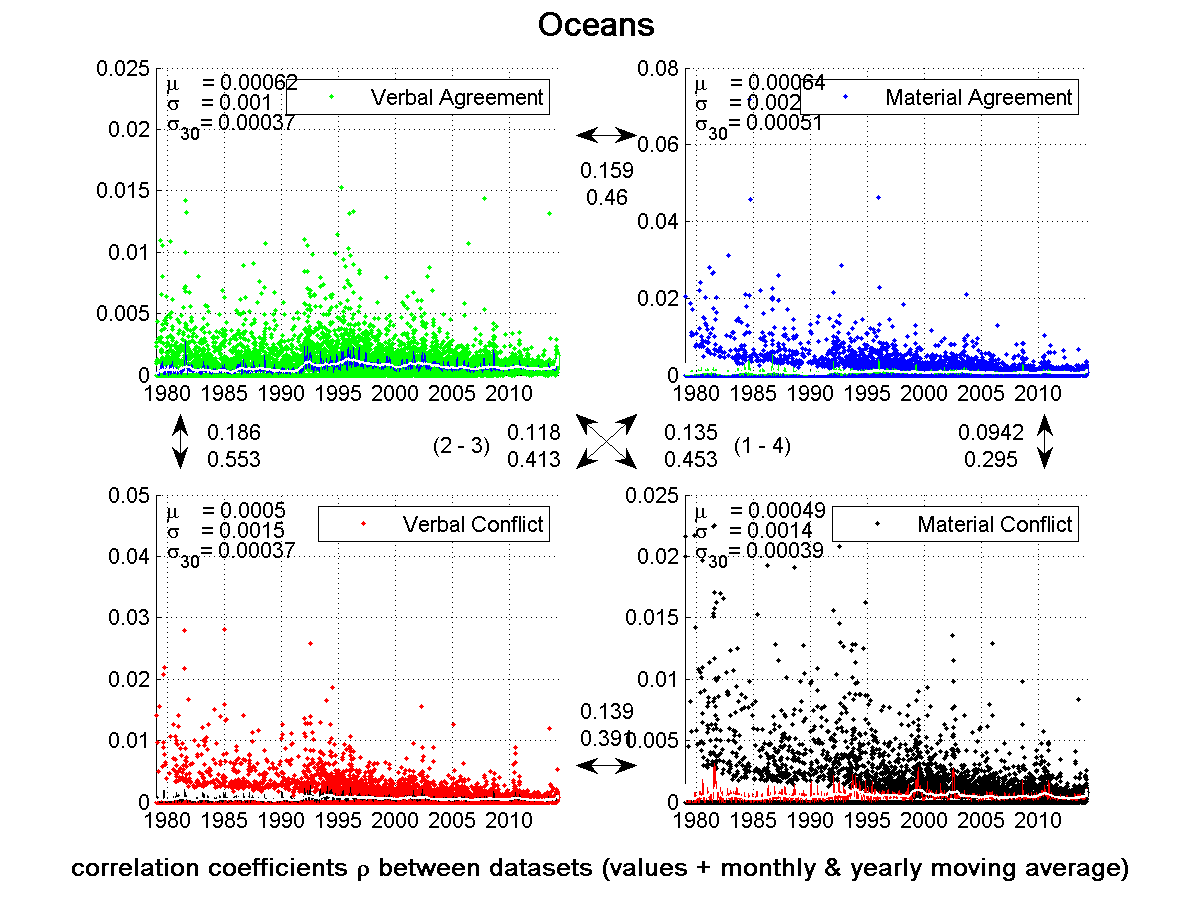 Oceans
0.025
0.02
0.015
0.01
0.005
0
μ = 0.00062
σ = 0.001
σ30 = 0.00037
Verbal Agreement
1980 1985 1990 1995 2000 2005 2010
0.159
0.46
0.08
0.06
0.04
0.02
0
μ = 0.00064
σ = 0.002
σ30 = 0.00051
Material Agreement
1980 1985 1990 1995 2000 2005 2010
0.186
0.553
(2 - 3)
0.118
0.413
0.135
0.453
(1 - 4)
0.0942
0.295
0.05
0.04
0.03
0.02
0.01
0
μ = 0.0005
σ = 0.0015
σ30 = 0.00037
Verbal Conflict
1980 1985 1990 1995 2000 2005 2010
0.139
0.391
0.025
0.02
0.015
0.01
0.005
0
μ = 0.00049
σ = 0.0014
σ30 = 0.00039
Material Conflict
1980 1985 1990 1995 2000 2005 2010
correlation coefficients ρ between datasets (values + monthly & yearly moving average)